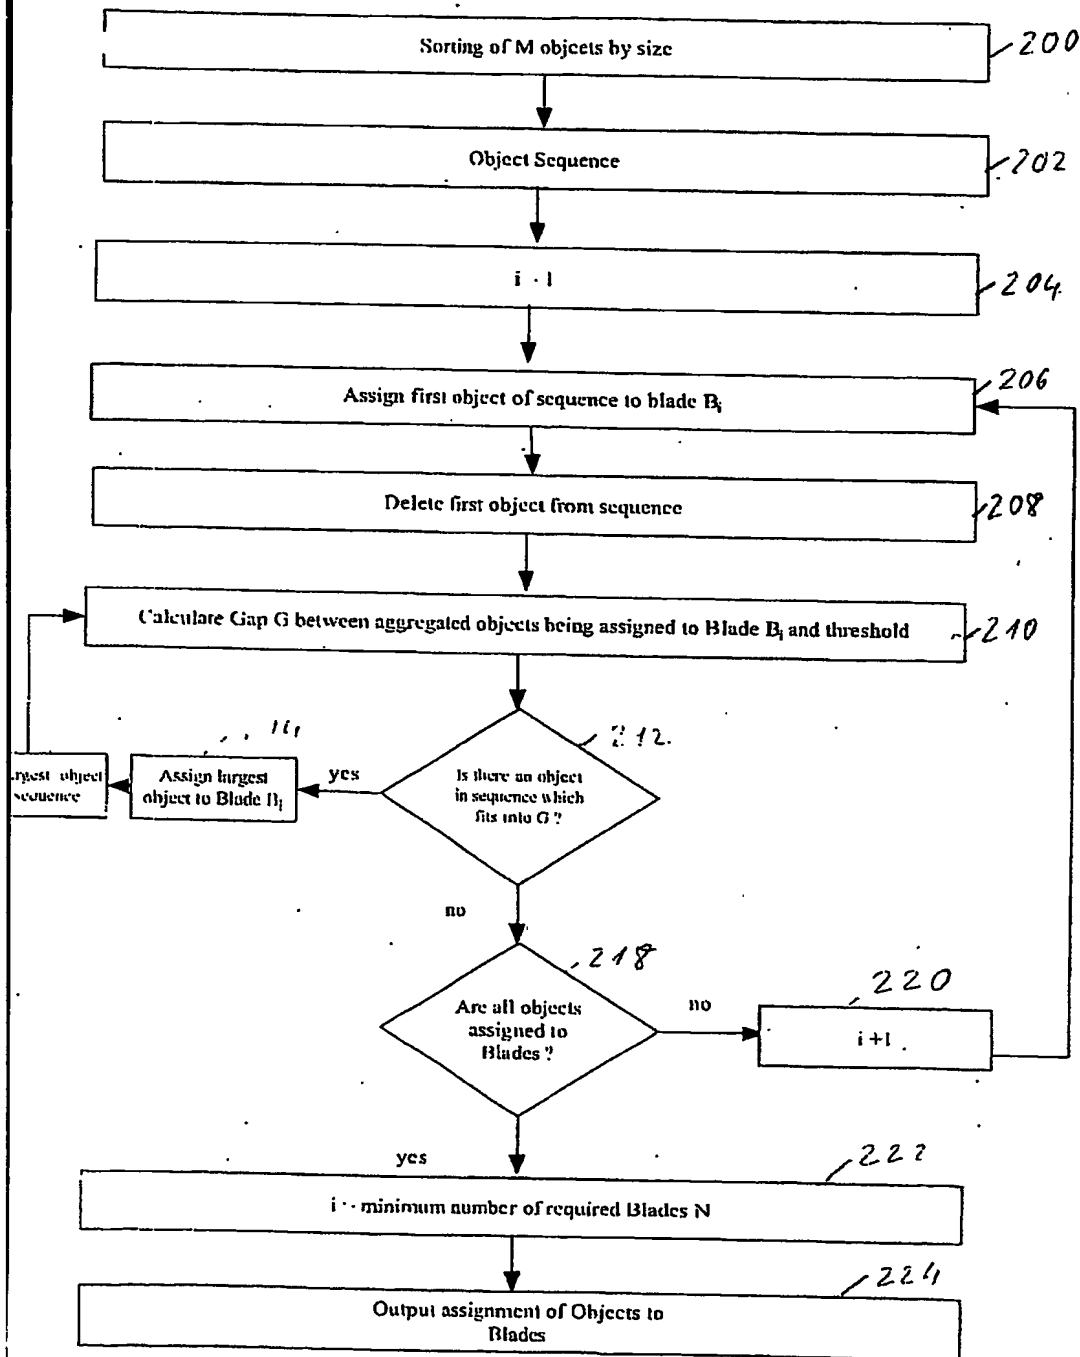 Sorting of M objects by size
200
Object Sequence
202
i · 1
204
206
Assign first object of sequence to blade Bi
Delete first object from sequence
208
Calculate Gap G between aggregated objects being assigned to Blade Bi and threshold
210
212
Is there an object
in sequence which
fits into G ?
yes
Assign largest
object to Blade Bi
object
sequence
no
218
Are all objects
assigned to
Blades ?
no
220
i +1
yes
222
i ·· minimum number of required Blades N
224
Output assignment of Objects to
Blades